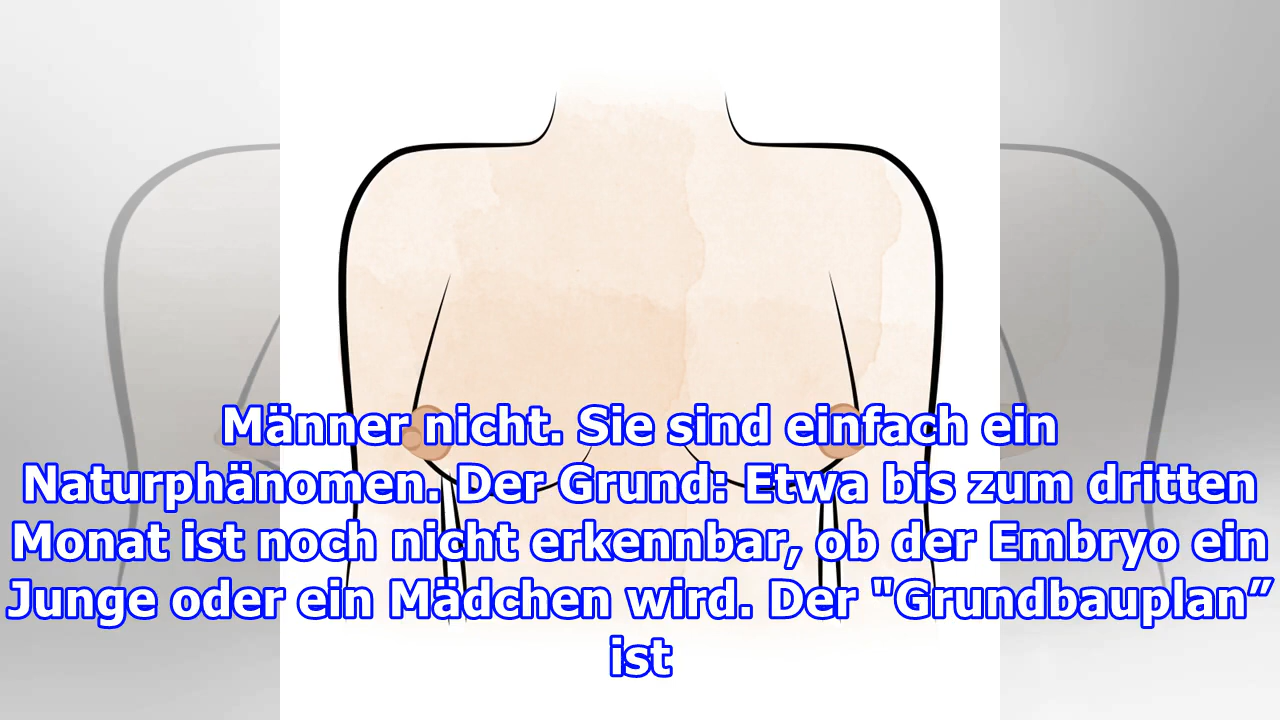 Männer nicht. Sie sind einfach ein
Naturphänomen. Der Grund: Etwa bis zum dritten
Monat ist noch nicht erkennbar, ob der Embryo ein
Junge oder ein Mädchen wird. Der "Grundbauplan”
ist